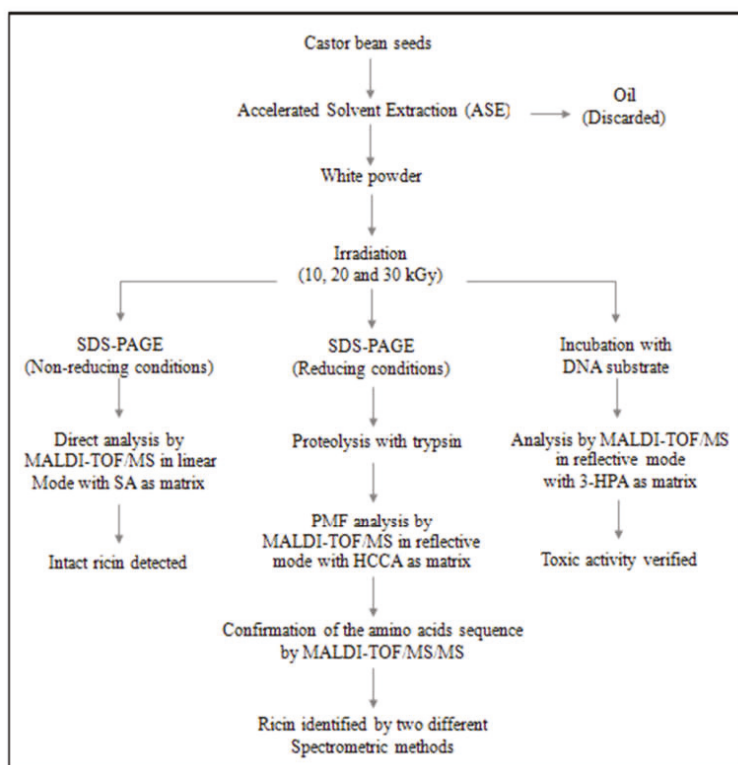 Castor bean seeds
Accelerated Solvent Extraction (ASE)
Oil
(Discarded)
White powder
Irradiation
(10, 20 and 30 kGy)
SDS-PAGE
(Non-reducing conditions)
Direct analysis by
MALDI-TOF/MS in linear
Mode with SA as matrix
Intact ricin detected
SDS-PAGE
(Reducing conditions)
Proteolysis with trypsin
PMF analysis by
MALDI-TOF/MS in reflective
mode with HCCA as matrix
Confirmation of the amino acids sequence
by MALDI-TOF/MS/MS
Ricin identified by two different
Spectrometric methods
Incubation with
DNA substrate
Analysis by MALDI-TOF/MS
in reflective mode
with 3-HPA as matrix
Toxic activity verified